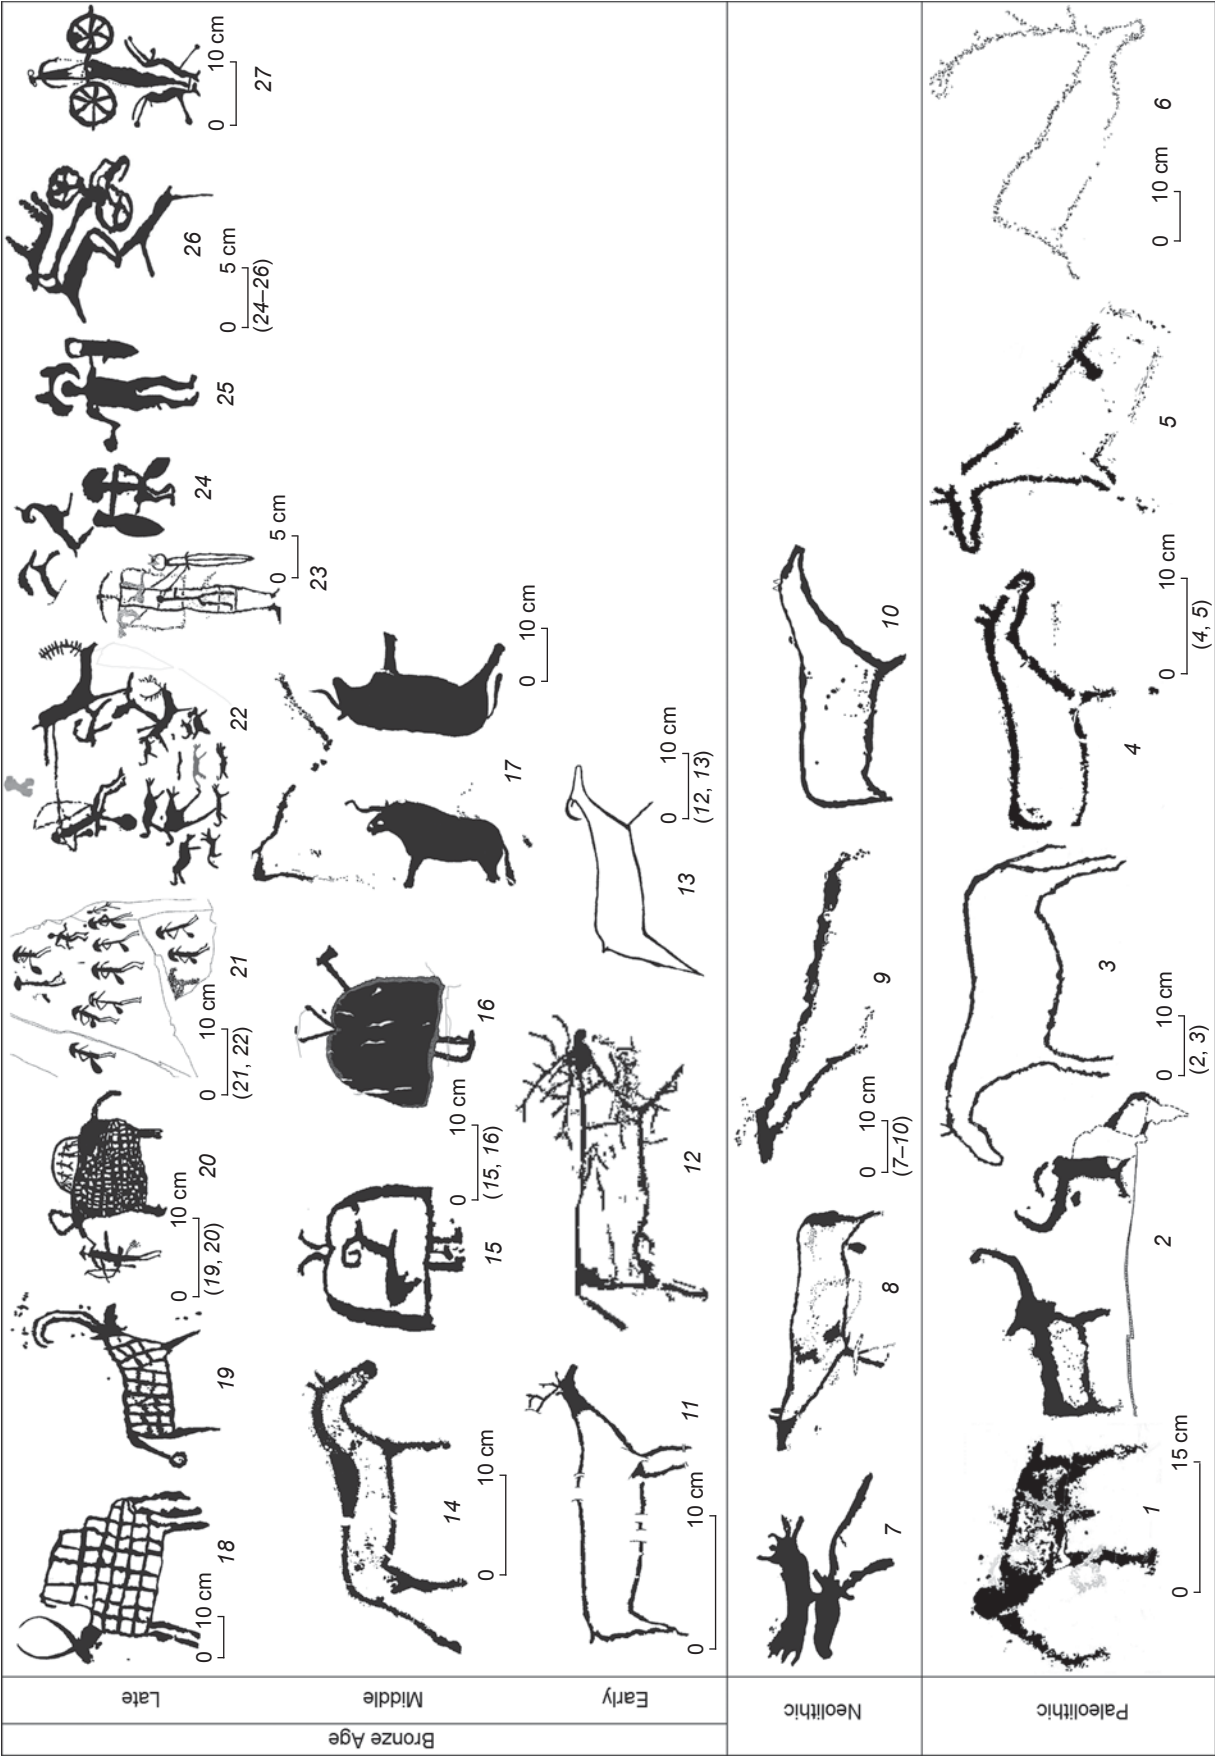 Bronze Age
Late
Middle
Early
Neolithic
Paleolithic
18
0 10 cm
19
20
0 10 cm
(19, 20)
21
0 10 cm
(21, 22)
22
23
0 5 cm
24
25
26
0 5 cm
(24–26)
27
0 10 cm
14
0 10 cm
15
0 10 cm
(15, 16)
16
17
0 10 cm
11
0 10 cm
12
13
0 10 cm
(12, 13)
7
8
0 10 cm
(7–10)
9
10
1
0 15 cm
2
0 10 cm
(2, 3)
3
4
0 10 cm
(4, 5)
5
6
0 10 cm